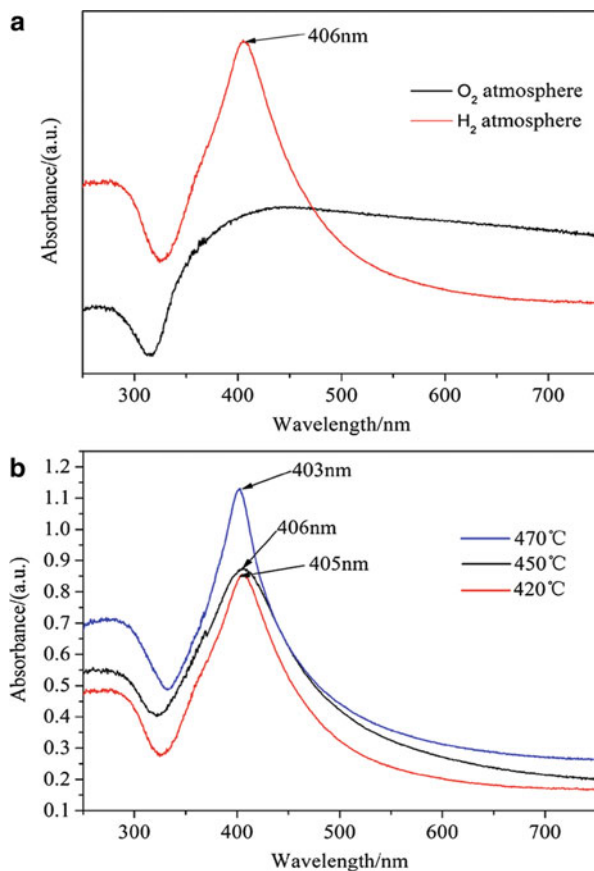 a
406nm
O₂ atmosphere
H₂ atmosphere
Absorbance/(a.u.)
300 400 500 600 700
Wavelength/nm
b
1.2
1.1
1.0
0.9
0.8
0.7
0.6
0.5
0.4
0.3
0.2
0.1
403nm
406nm
405nm
470℃
450℃
420℃
Absorbance/(a.u.)
300 400 500 600 700
Wavelength/nm